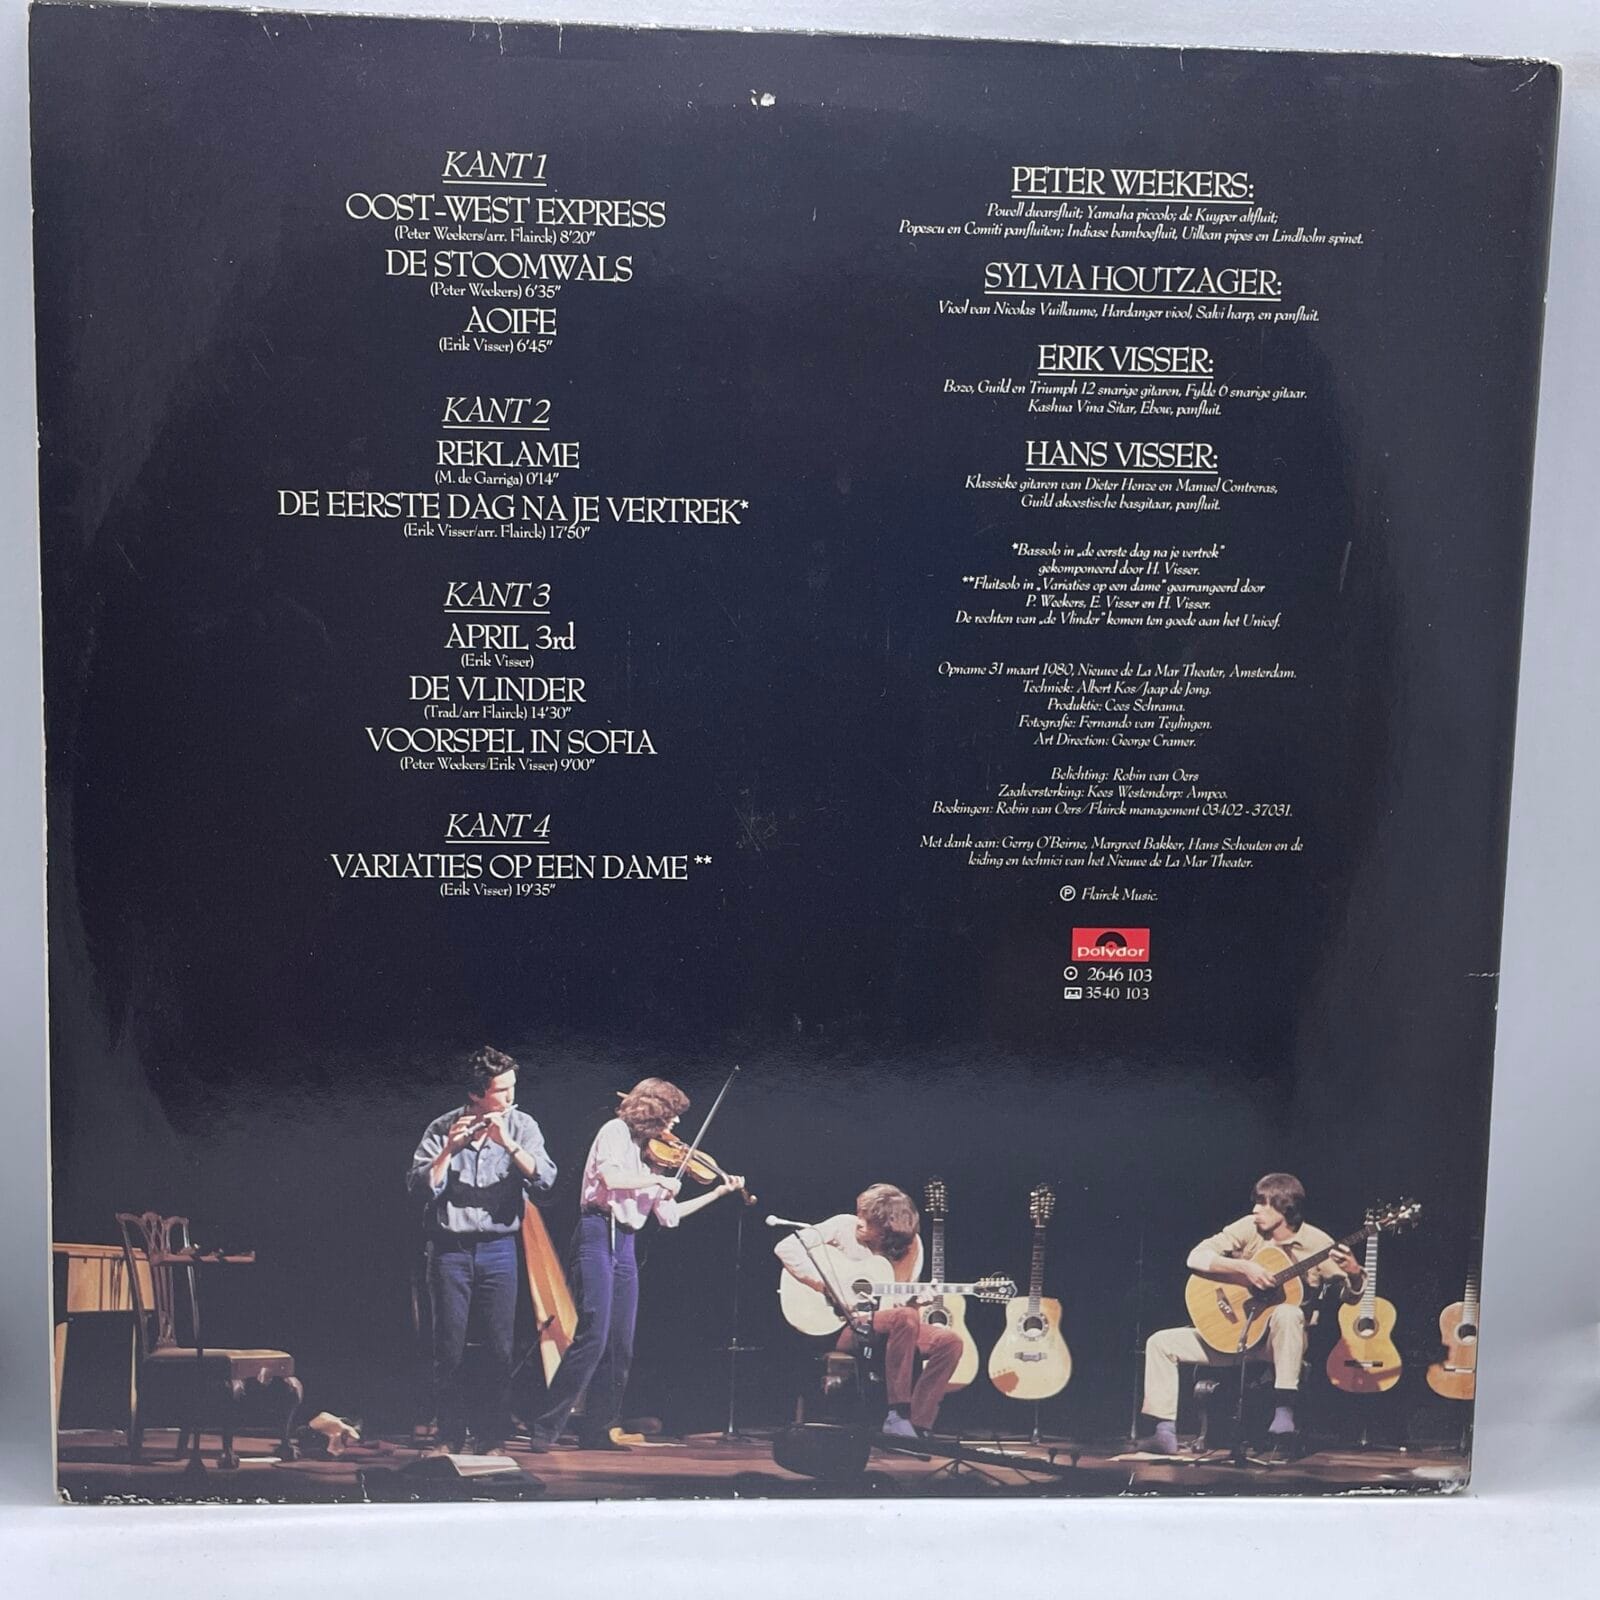 KANT 1
OOST-WEST EXPRESS
(Peter Weekers/arr. Flairck) 8'20"
DE STOOMWALS
(Peter Weekers) 6'35"
AOIFE
(Erik Visser) 6'45"
KANT 2
REKLAME
(M. de Garriga) 0'14"
DE EERSTE DAG NA JE VERTREK*
(Erik Visser/arr. Flairck) 17'50"
KANT 3
APRIL 3rd
(Erik Visser)
DE VLINDER
(Trad./arr Flairck) 14'30"
VOORSPEL IN SOFIA
(Peter Weekers/Erik Visser) 9'00"
KANT 4
VARIATIES OP EEN DAME **
(Erik Visser) 19'35"
PETER WEEKERS:
Powell dwarsfluit; Yamaha piccolo; de Kuyper altfluit;
Popescu en Comiti panfluiten; Indiase bamboefluit, Uillean pipes en Lindholm spinet.
SYLVIA HOUTZAGER:
Viool van Nicolas Vuillaume, Hardanger viool, Salvi harp, en panfluit.
ERIK VISSER:
Bozo, Guild en Triumph 12 snarige gitaren, Fylde 6 snarige gitaar.
Kashua Vina Sitar, Ebow, panfluit.
HANS VISSER:
Klassieke gitaren van Dieter Henze en Manuel Contreras,
Guild akoestische basgitaar, panfluit.
*Bassolo in „de eerste dag na je vertrek"
gekomponeerd door H. Visser.
**Fluitsolo in „Variaties op een dame" gearrangeerd door
P. Weekers, E. Visser en H. Visser.
De rechten van „de Vlinder" komen ten goede aan het Unicef.
Opname 31 maart 1980, Nieuwe de La Mar Theater, Amsterdam.
Techniek: Albert Kos/Jaap de Jong.
Produktie: Cees Schrama.
Fotografie: Fernando van Teylingen.
Art Direction: George Cramer.
Belichting: Robin van Oers
Zaalversterking: Kees Westendorp: Ampco.
Boekingen: Robin van Oers/Flairck management 03402 - 37031.
Met dank aan: Gerry O'Beirne, Margreet Bakker, Hans Schouten en de
leiding en technici van het Nieuwe de La Mar Theater.
Ⓟ Flairck Music.
polydor
2646 103
3540 103